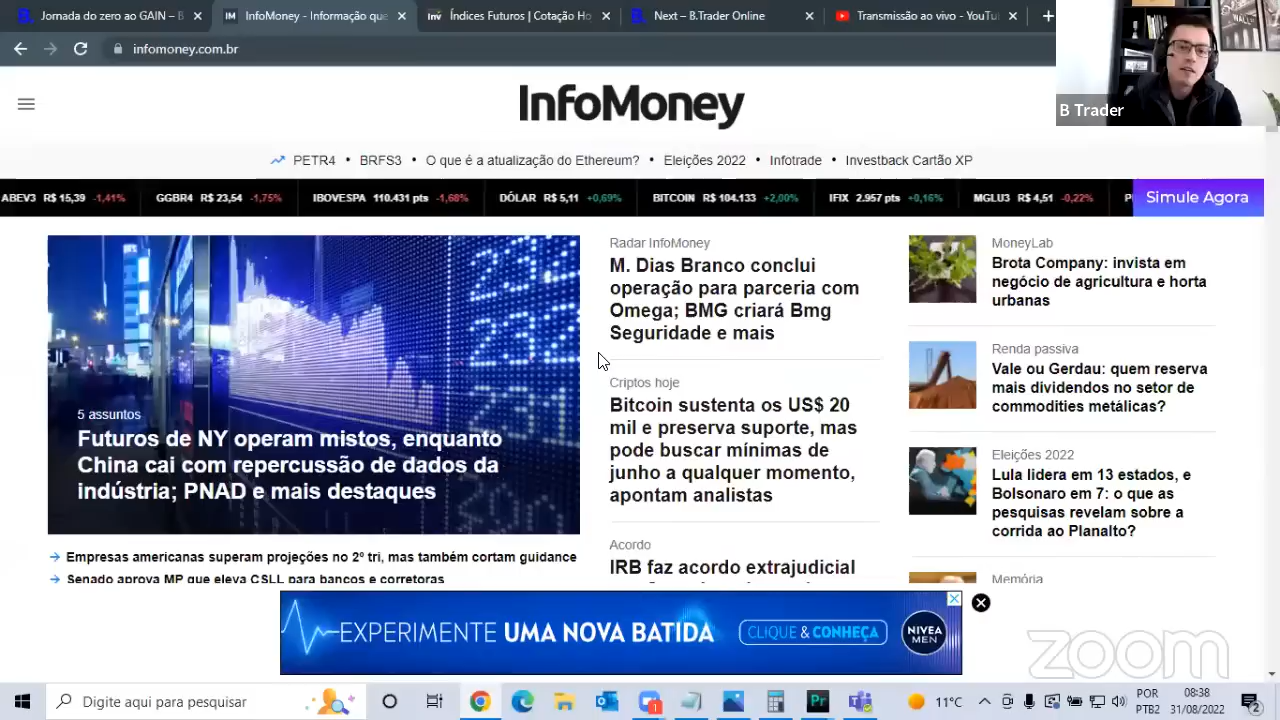 Jornada do zero ao GAIN – B
IM InfoMoney - Informação que
Índices Futuros | Cotação Ho
Next – B.Trader Online
Transmissão ao vivo - YouTu
infomoney.com.br
B Trader
InfoMoney
PETR4 • BRFS3 • O que é a atualização do Ethereum? • Eleições 2022 • Infotrade • Investback Cartão XP
ABEV3 R$ 15,39 -1,41% GGBR4 R$ 23,54 -1,75% IBOVESPA 110.431 pts -1,68% DÓLAR R$ 5,11 +0,69% BITCOIN R$ 104.133 +2,00% IFIX 2.957 pts +0,16% MGLU3 R$ 4,51 -0,22% Simule Agora
5 assuntos
Futuros de NY operam mistos, enquanto
China cai com repercussão de dados da
indústria; PNAD e mais destaques
Empresas americanas superam projeções no 2º tri, mas também cortam guidance
Senado aprova MP que eleva CSLL para bancos e corretoras
Radar InfoMoney
M. Dias Branco conclui
operação para parceria com
Omega; BMG criará Bmg
Seguridade e mais
Criptos hoje
Bitcoin sustenta os US$ 20
mil e preserva suporte, mas
pode buscar mínimas de
junho a qualquer momento,
apontam analistas
Acordo
IRB faz acordo extrajudicial
MoneyLab
Brota Company: invista em
negócio de agricultura e horta
urbanas
Renda passiva
Vale ou Gerdau: quem reserva
mais dividendos no setor de
commodities metálicas?
Eleições 2022
Lula lidera em 13 estados, e
Bolsonaro em 7: o que as
pesquisas revelam sobre a
corrida ao Planalto?
Memória
EXPERIMENTE UMA NOVA BATIDA
CLIQUE & CONHEÇA
NIVEA
MEN
zoom
Digite aqui para pesquisar
1
Pr
11°C
POR
PTB2
08:38
31/08/2022
2